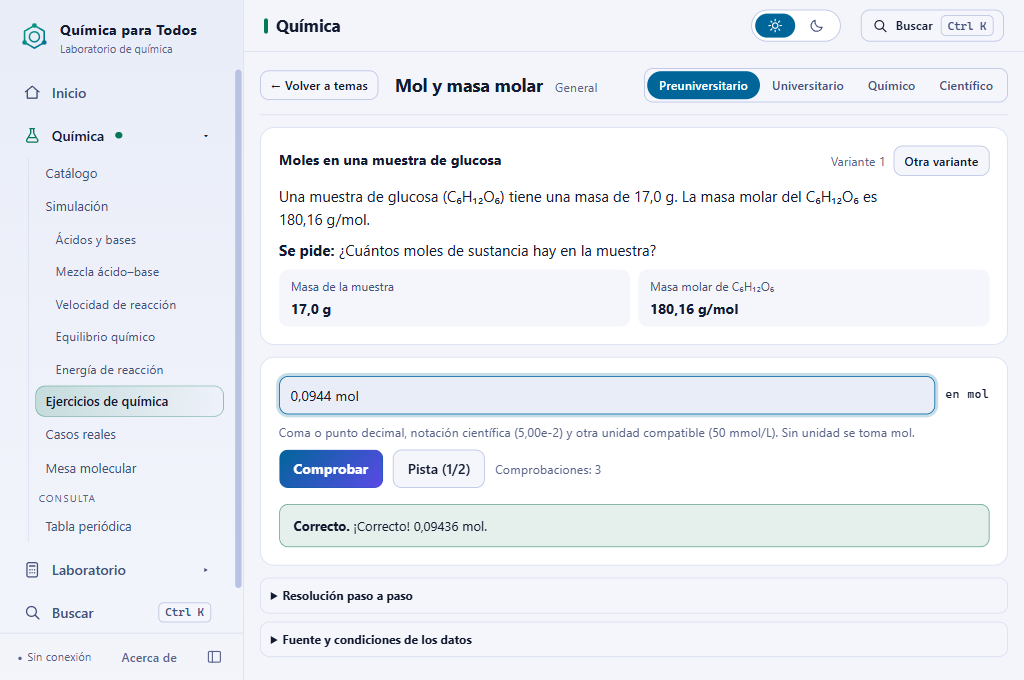 Química para Todos
Laboratorio de química
Inicio
Química
Catálogo
Simulación
Ácidos y bases
Mezcla ácido–base
Velocidad de reacción
Equilibrio químico
Energía de reacción
Ejercicios de química
Casos reales
Mesa molecular
CONSULTA
Tabla periódica
Laboratorio
Buscar Ctrl K
• Sin conexión Acerca de
Química
Buscar Ctrl K
← Volver a temas Mol y masa molar General
Preuniversitario Universitario Químico Científico
Moles en una muestra de glucosa
Variante 1 Otra variante
Una muestra de glucosa (C₆H₁₂O₆) tiene una masa de 17,0 g. La masa molar del C₆H₁₂O₆ es
180,16 g/mol.
Se pide: ¿Cuántos moles de sustancia hay en la muestra?
Masa de la muestra
17,0 g
Masa molar de C₆H₁₂O₆
180,16 g/mol
0,0944 mol en mol
Coma o punto decimal, notación científica (5,00e-2) y otra unidad compatible (50 mmol/L). Sin unidad se toma mol.
Comprobar Pista (1/2) Comprobaciones: 3
Correcto. ¡Correcto! 0,09436 mol.
▶ Resolución paso a paso
▶ Fuente y condiciones de los datos